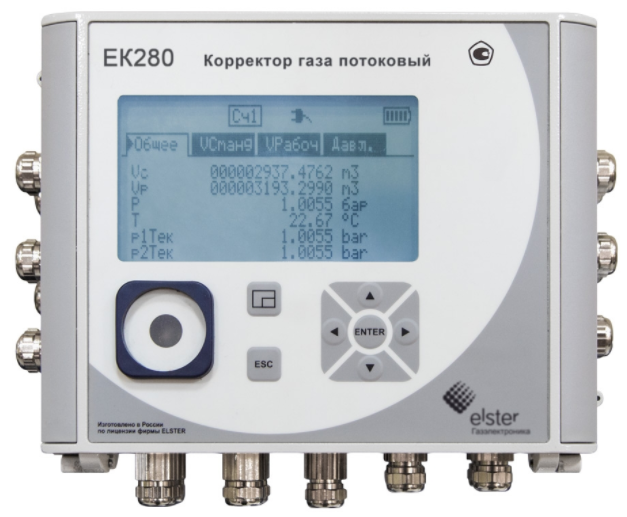 EK280 Корректор газа потоковый
Сч1
Общее VСтанд VРабоч Давл.
Vс 000002937.4762 m3
Vр 000003193.2990 m3
P 1.0055 бар
T 22.67 °C
p1Тек 1.0055 bar
p2Тек 1.0055 bar
ESC
ENTER
elster
Газэлектроника
Изготовлено в России
по лицензии фирмы ELSTER